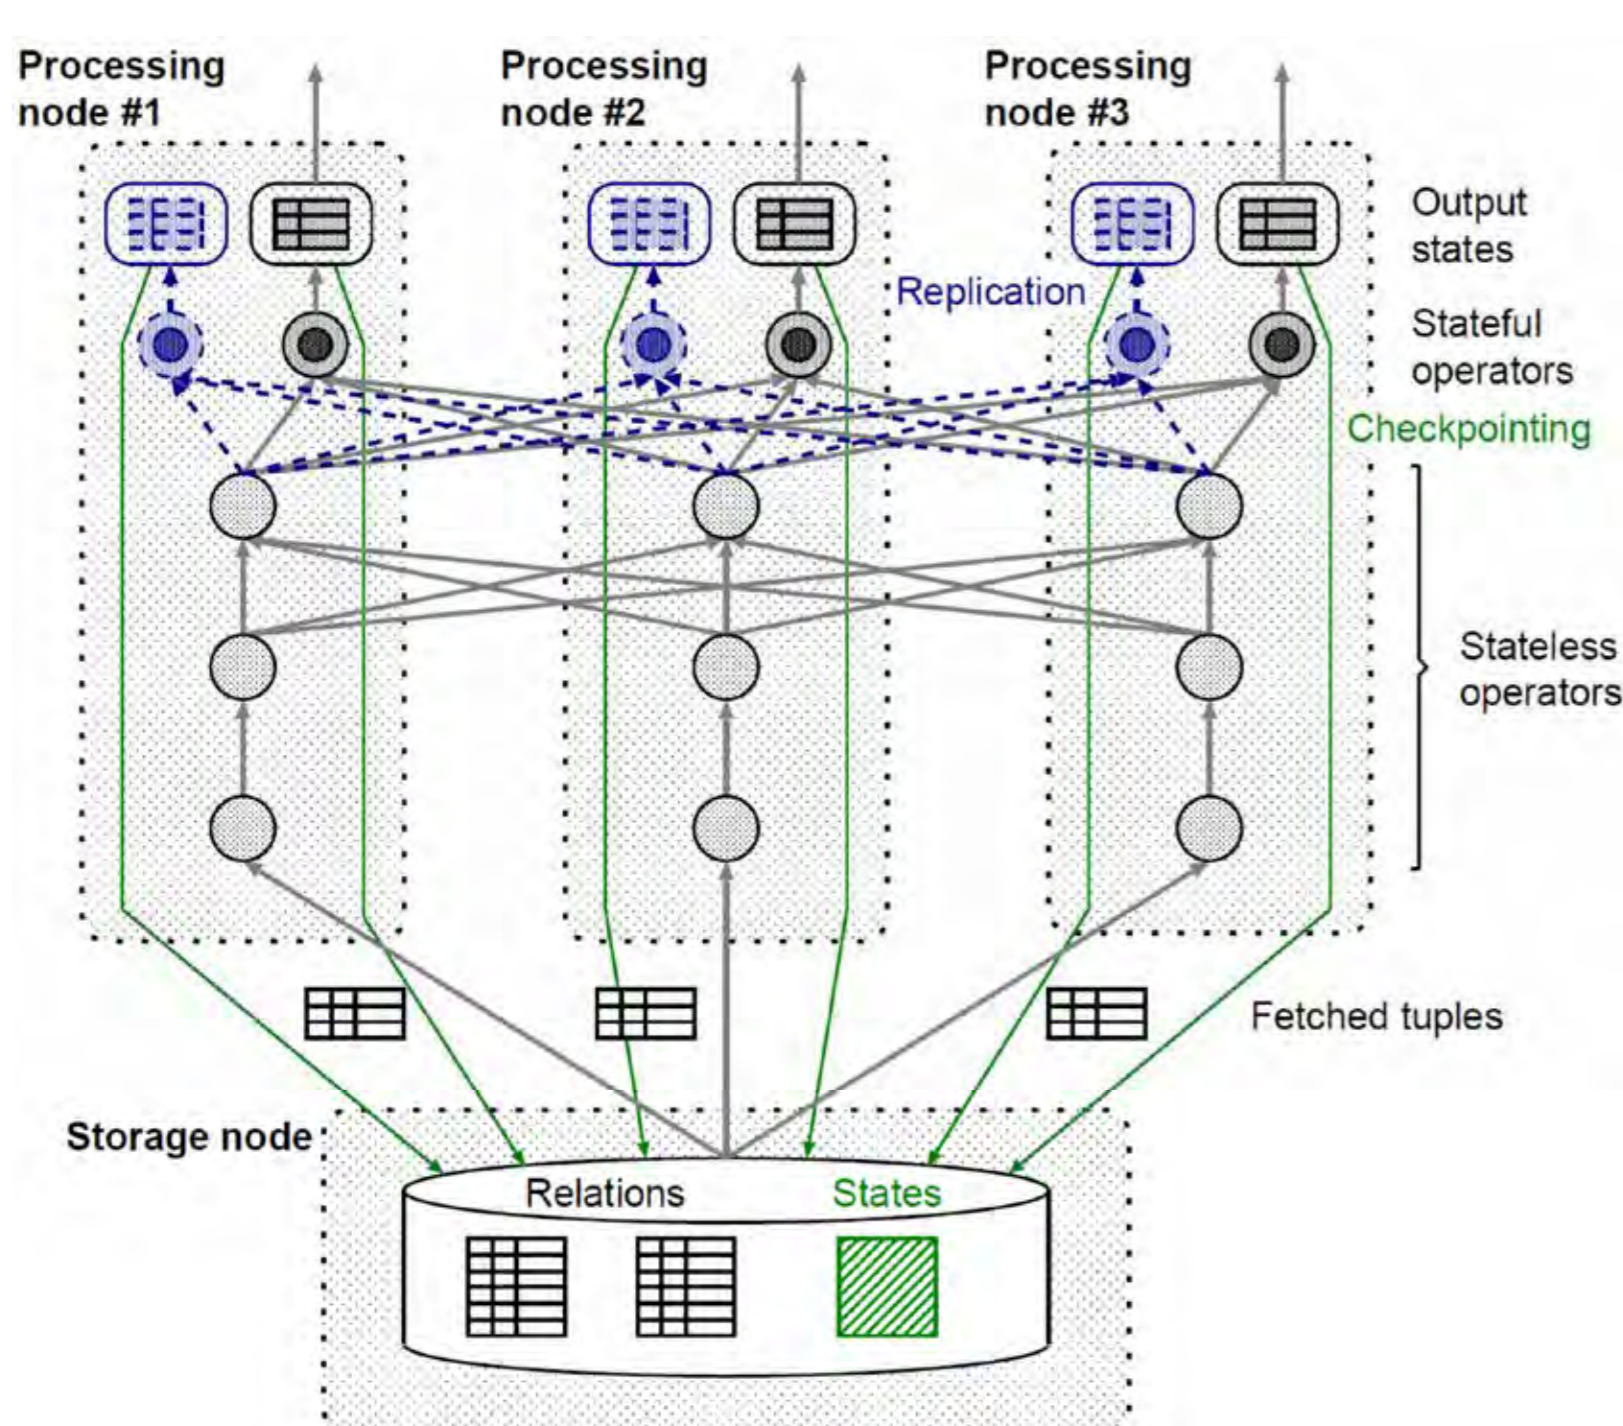 Processing
node #1
Processing
node #2
Processing
node #3
Output
states
Replication
Stateful
operators
Checkpointing
Stateless
operators
Fetched tuples
Storage node
Relations
States